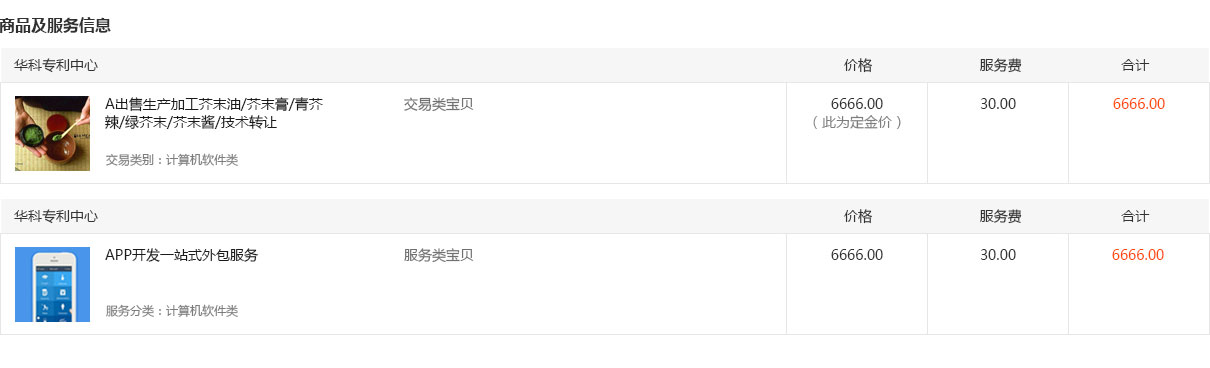 商品及服务信息
华科专利中心 价格 服务费 合计
A出售生产加工芥末油/芥末膏/青芥 交易类宝贝 6666.00 30.00 6666.00
辣/绿芥末/芥末酱/技术转让 （此为定金价）
交易类别：计算机软件类
华科专利中心 价格 服务费 合计
APP开发一站式外包服务 服务类宝贝 6666.00 30.00 6666.00
服务分类：计算机软件类